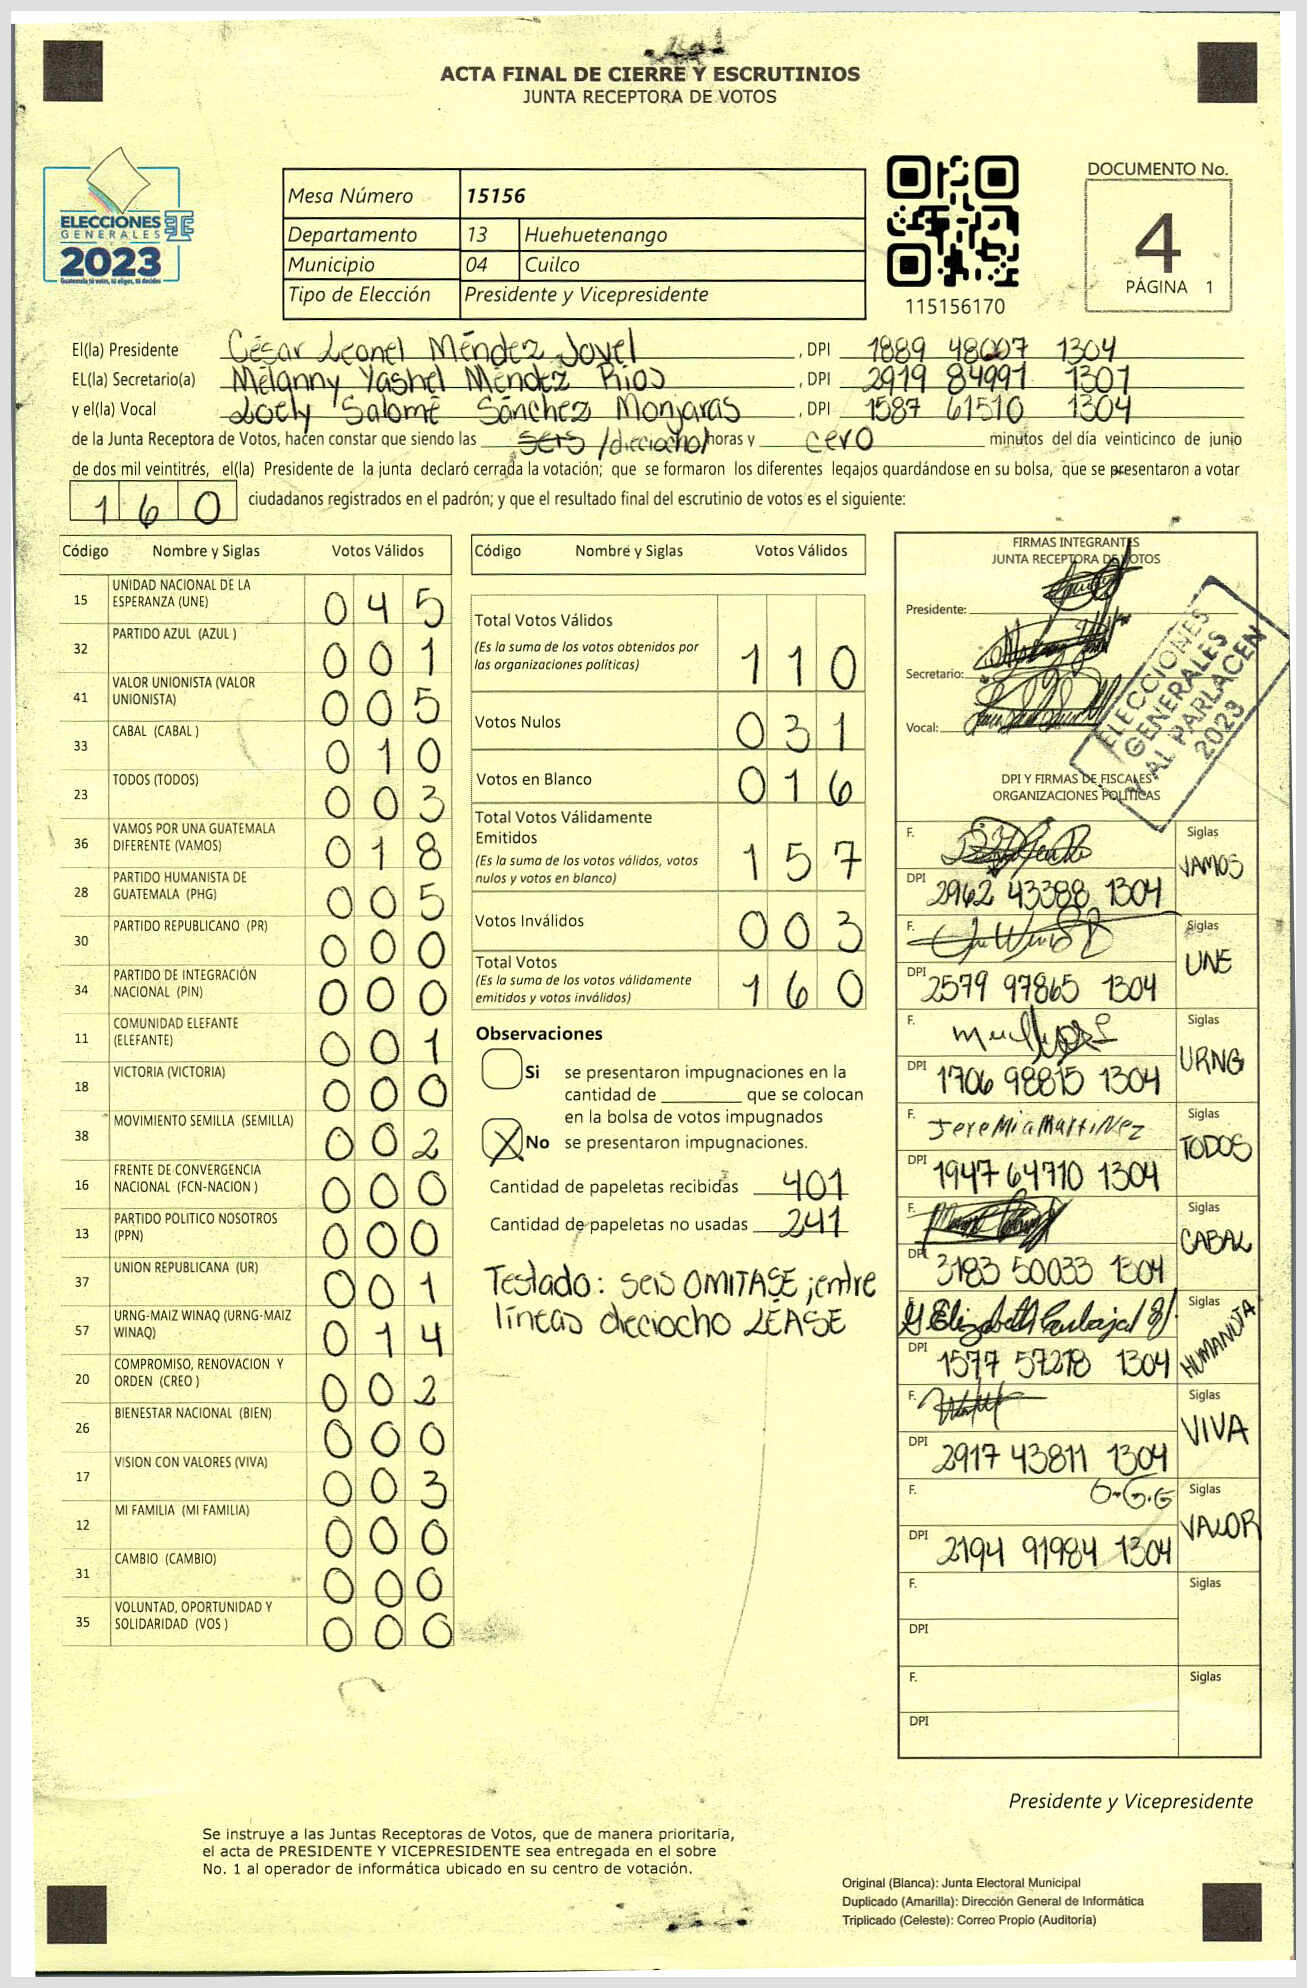 ACTA FINAL DE CIERRE Y ESCRUTINIOS
JUNTA RECEPTORA DE VOTOS
ELECCIONES
GENERALES
2023
Guatemala tú votas, tú eliges, tú decides
Mesa Número 15156
Departamento 13 Huehuetenango
Municipio 04 Cuilco
Tipo de Elección Presidente y Vicepresidente
115156170
DOCUMENTO No.
4
PÁGINA 1
El(la) Presidente César Leonel Méndez Jovel , DPI 1889 48007 1304
EL(la) Secretario(a) Mélanny Yashel Méndez Rios , DPI 2919 84991 1301
y el(la) Vocal Loely Salomé Sánchez Monjaras , DPI 1587 61510 1304
de la Junta Receptora de Votos, hacen constar que siendo las seis /dieciocho/ horas y cero minutos del día veinticinco de junio
de dos mil veintitrés, el(la) Presidente de la junta declaró cerrada la votación; que se formaron los diferentes legajos guardándose en su bolsa, que se presentaron a votar
160 ciudadanos registrados en el padrón; y que el resultado final del escrutinio de votos es el siguiente:
Código Nombre y Siglas Votos Válidos
15 UNIDAD NACIONAL DE LA
ESPERANZA (UNE) 045
32 PARTIDO AZUL (AZUL ) 001
41 VALOR UNIONISTA (VALOR
UNIONISTA) 005
33 CABAL (CABAL ) 010
23 TODOS (TODOS) 003
36 VAMOS POR UNA GUATEMALA
DIFERENTE (VAMOS) 018
28 PARTIDO HUMANISTA DE
GUATEMALA (PHG) 005
30 PARTIDO REPUBLICANO (PR) 000
34 PARTIDO DE INTEGRACIÓN
NACIONAL (PIN) 000
11 COMUNIDAD ELEFANTE
(ELEFANTE) 001
18 VICTORIA (VICTORIA) 000
38 MOVIMIENTO SEMILLA (SEMILLA) 002
16 FRENTE DE CONVERGENCIA
NACIONAL (FCN-NACION ) 000
13 PARTIDO POLITICO NOSOTROS
(PPN) 000
37 UNION REPUBLICANA (UR) 001
57 URNG-MAIZ WINAQ (URNG-MAIZ
WINAQ) 014
20 COMPROMISO, RENOVACION Y
ORDEN (CREO ) 002
26 BIENESTAR NACIONAL (BIEN) 000
17 VISION CON VALORES (VIVA) 003
12 MI FAMILIA (MI FAMILIA) 000
31 CAMBIO (CAMBIO) 000
35 VOLUNTAD, OPORTUNIDAD Y
SOLIDARIDAD (VOS ) 000
Código Nombre y Siglas Votos Válidos
Total Votos Válidos
(Es la suma de los votos obtenidos por
las organizaciones políticas) 110
Votos Nulos 031
Votos en Blanco 016
Total Votos Válidamente
Emitidos
(Es la suma de los votos válidos, votos
nulos y votos en blanco) 157
Votos Inválidos 003
Total Votos
(Es la suma de los votos válidamente
emitidos y votos inválidos) 160
Observaciones
Si se presentaron impugnaciones en la
cantidad de ________ que se colocan
en la bolsa de votos impugnados
X No se presentaron impugnaciones.
Cantidad de papeletas recibidas 401
Cantidad de papeletas no usadas 241
Testado: seis OMITASE ; entre
líneas dieciocho LÉASE
FIRMAS INTEGRANTES
JUNTA RECEPTORA DE VOTOS
Presidente:
Secretario:
Vocal:
ELECCIONES
GENERALES
Y AL PARLACEN
2023
DPI Y FIRMAS DE FISCALES
ORGANIZACIONES POLÍTICAS
F. Siglas VAMOS
DPI 2962 43388 1304
F. Siglas UNE
DPI 2579 97865 1304
F. Siglas URNG
DPI 1706 98815 1304
F. Jeremia Martinez Siglas TODOS
DPI 1947 64710 1304
F. Siglas CABAL
DPI 3183 50033 1304
F. G. Elizabeth Carbajal Siglas HUMANISTA
DPI 1577 57278 1304
F. Siglas VIVA
DPI 2917 43811 1304
F. G.G.G Siglas VALOR
DPI 2194 91984 1304
F. Siglas
DPI
F. Siglas
DPI
Presidente y Vicepresidente
Se instruye a las Juntas Receptoras de Votos, que de manera prioritaria,
el acta de PRESIDENTE Y VICEPRESIDENTE sea entregada en el sobre
No. 1 al operador de informática ubicado en su centro de votación.
Original (Blanca): Junta Electoral Municipal
Duplicado (Amarilla): Dirección General de Informática
Triplicado (Celeste): Correo Propio (Auditoría)